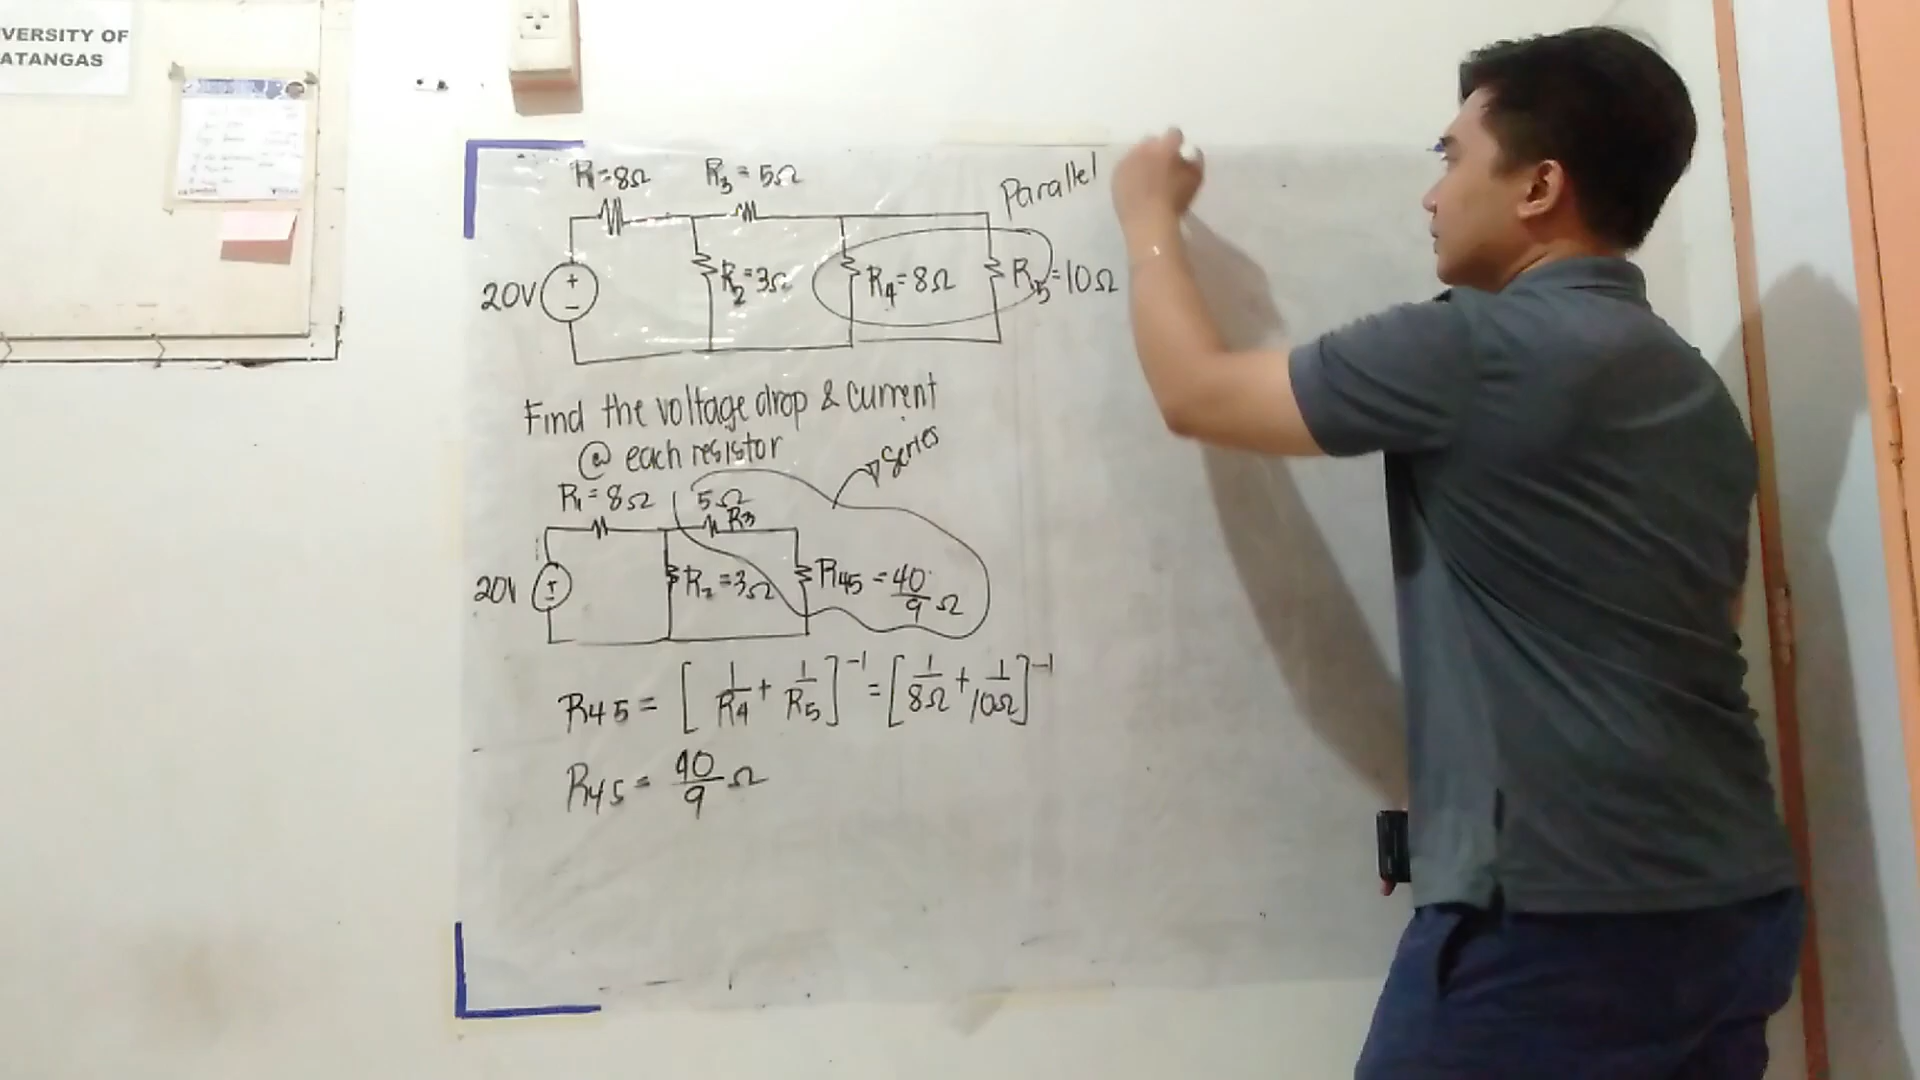 VERSITY OF
ATANGAS
R1=8Ω R3=5Ω
Parallel
20V + − R2=3Ω R4=8Ω R5=10Ω
Find the voltage drop & current
@ each resistor
Series
R1=8Ω 5Ω
R3
20V + − R2=3Ω R45=40/9Ω
R45=[1/R4+1/R5]^-1=[1/8Ω+1/10Ω]^-1
R45=40/9Ω